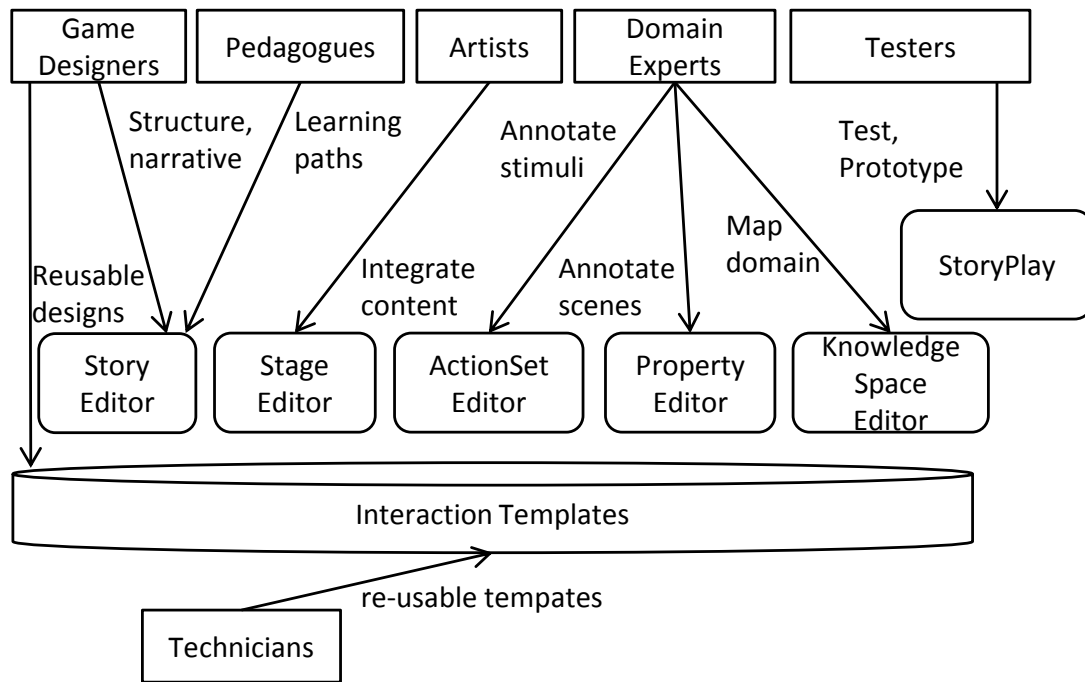 Game
Designers
Pedagogues
Artists
Domain
Experts
Testers
Structure,
narrative
Learning
paths
Annotate
stimuli
Test,
Prototype
Reusable
designs
Integrate
content
Annotate
scenes
Map
domain
StoryPlay
Story
Editor
Stage
Editor
ActionSet
Editor
Property
Editor
Knowledge
Space
Editor
Interaction Templates
re-usable tempates
Technicians